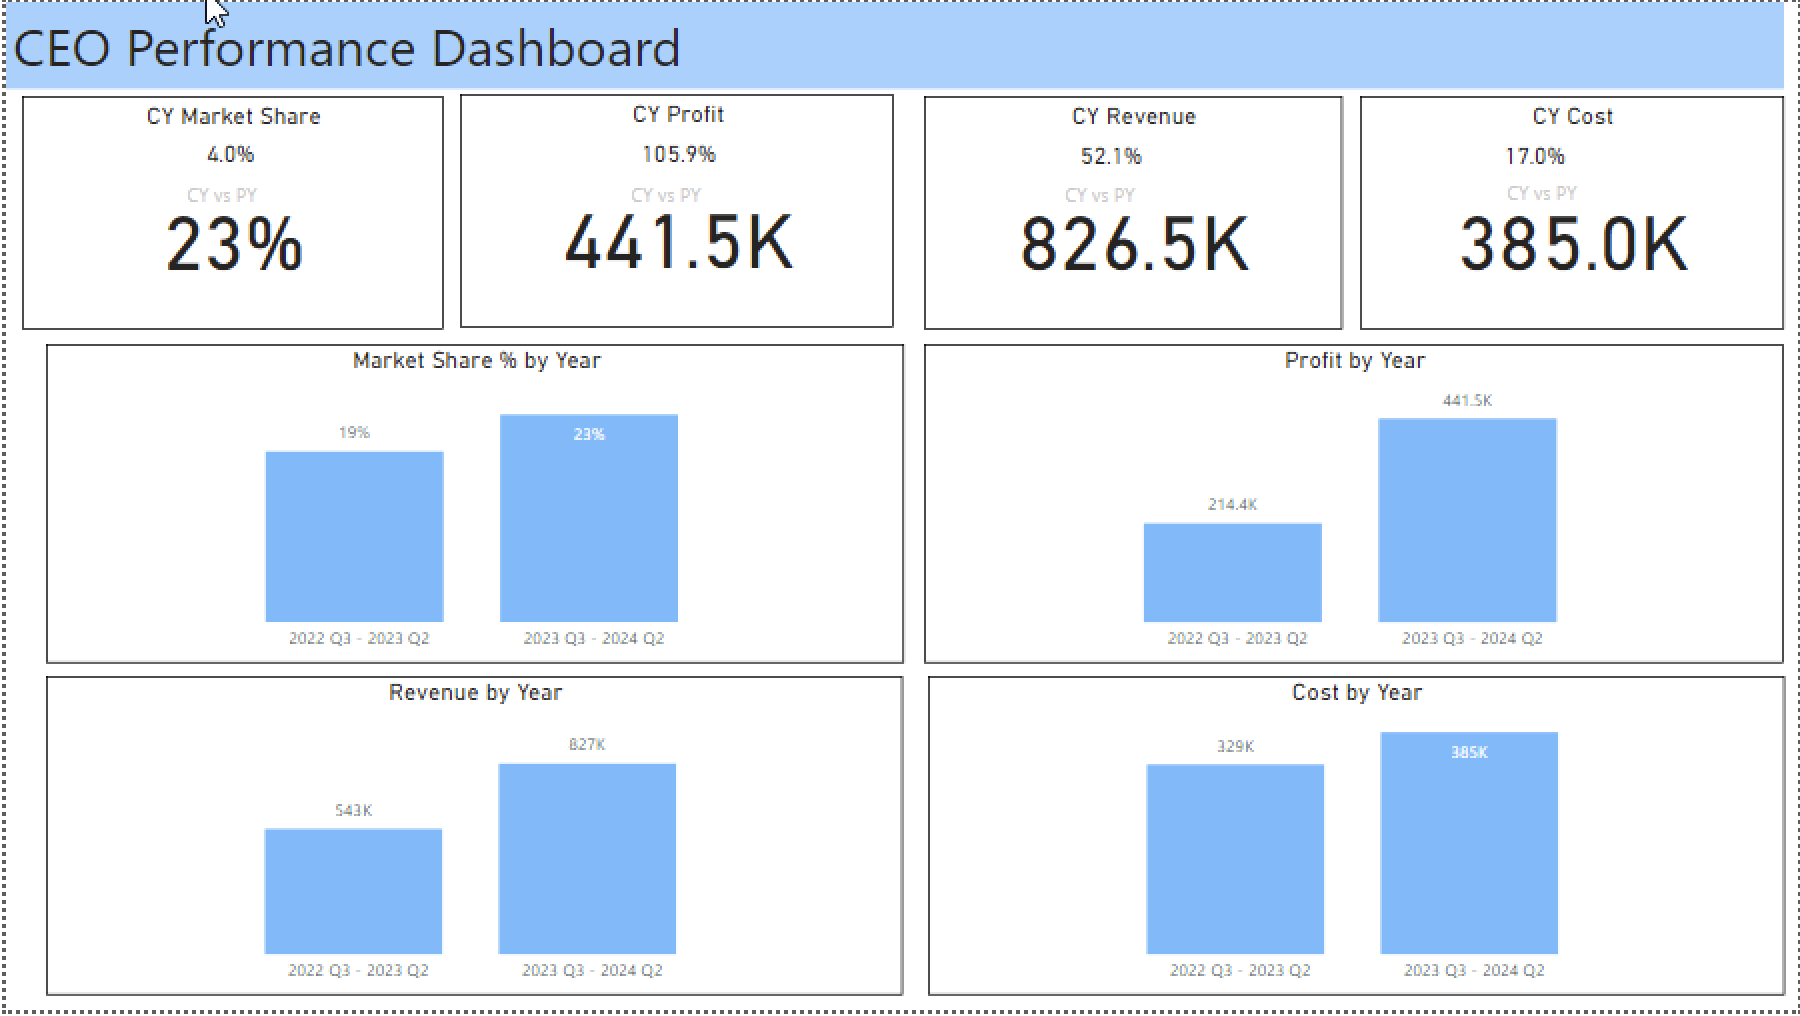 CEO Performance Dashboard
CY Market Share
4.0%
CY vs PY
23%
CY Profit
105.9%
CY vs PY
441.5K
CY Revenue
52.1%
CY vs PY
826.5K
CY Cost
17.0%
CY vs PY
385.0K
Market Share % by Year
19%
23%
2022 Q3 - 2023 Q2
2023 Q3 - 2024 Q2
Profit by Year
441.5K
214.4K
2022 Q3 - 2023 Q2
2023 Q3 - 2024 Q2
Revenue by Year
827K
543K
2022 Q3 - 2023 Q2
2023 Q3 - 2024 Q2
Cost by Year
329K
385K
2022 Q3 - 2023 Q2
2023 Q3 - 2024 Q2